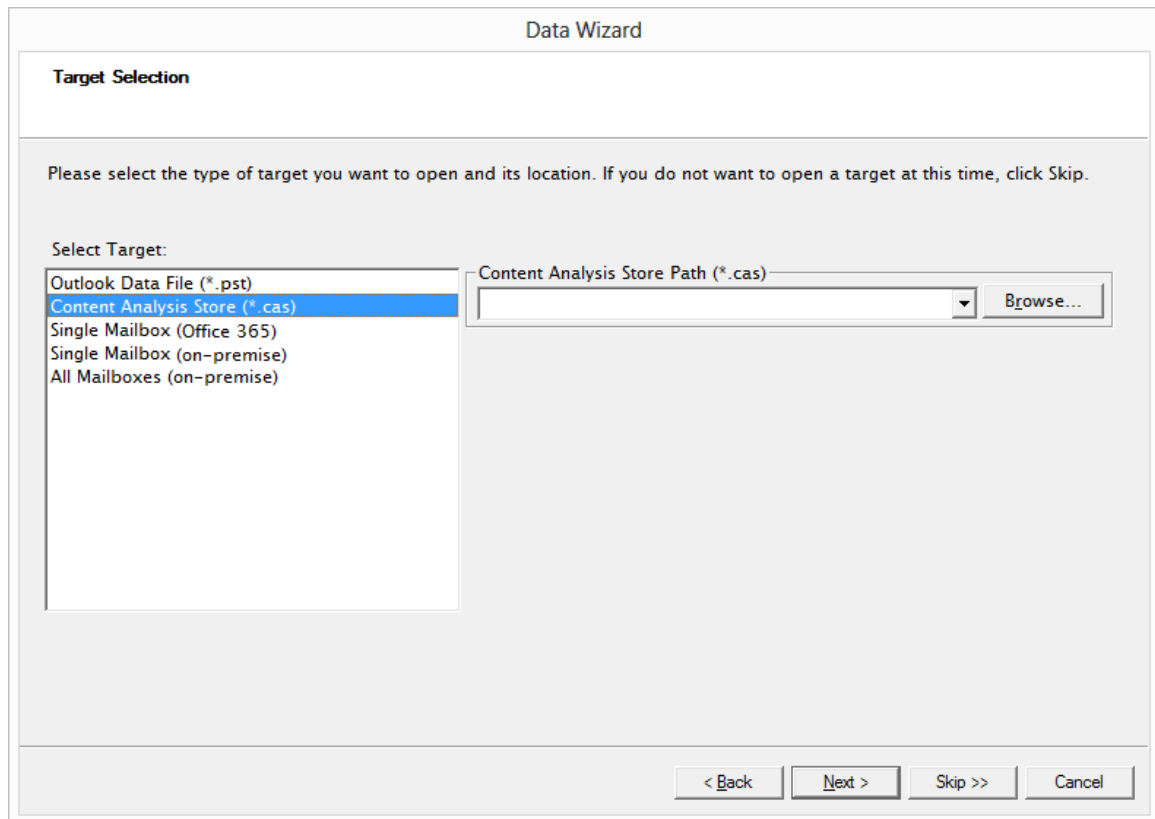 Data Wizard
Target Selection
Please select the type of target you want to open and its location. If you do not want to open a target at this time, click Skip.
Select Target:
Outlook Data File (*.pst)
Content Analysis Store (*.cas)
Single Mailbox (Office 365)
Single Mailbox (on-premise)
All Mailboxes (on-premise)
Content Analysis Store Path (*.cas)
Browse...
< Back
Next >
Skip >>
Cancel